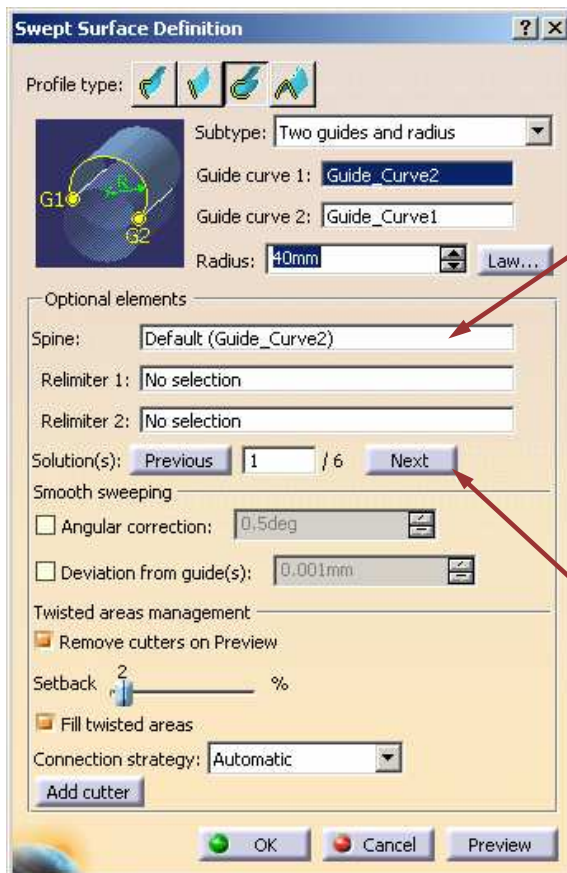 Swept Surface Definition ? X
Profile type:
Subtype: Two guides and radius
Guide curve 1: Guide_Curve2
Guide curve 2: Guide_Curve1
Radius: 40mm Law...
G1 R G2
Optional elements
Spine: Default (Guide_Curve2)
Relimiter 1: No selection
Relimiter 2: No selection
Solution(s): Previous 1 / 6 Next
Smooth sweeping
Angular correction: 0.5deg
Deviation from guide(s): 0.001mm
Twisted areas management
Remove cutters on Preview
Setback 2 %
Fill twisted areas
Connection strategy: Automatic
Add cutter
OK Cancel Preview